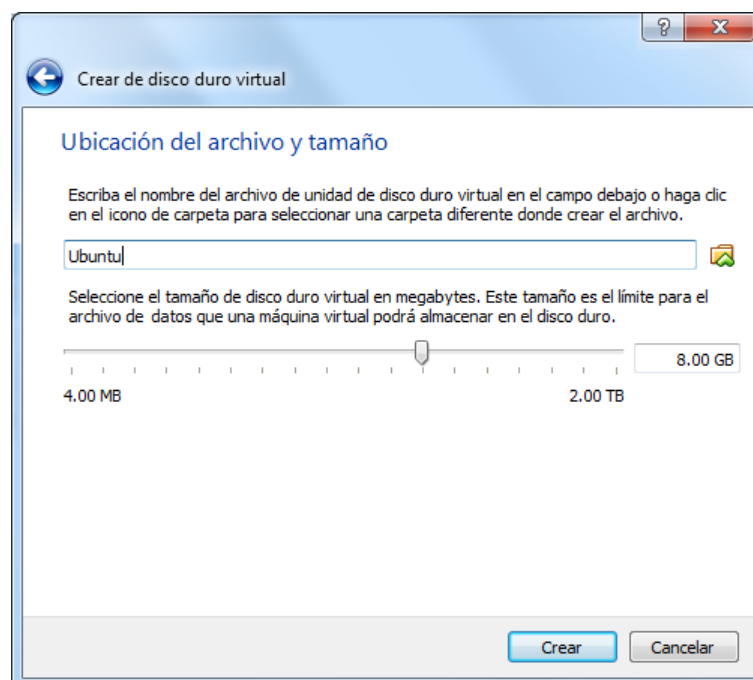 Crear de disco duro virtual
Ubicación del archivo y tamaño
Escriba el nombre del archivo de unidad de disco duro virtual en el campo debajo o haga clic
en el icono de carpeta para seleccionar una carpeta diferente donde crear el archivo.
Ubuntu
Seleccione el tamaño de disco duro virtual en megabytes. Este tamaño es el límite para el
archivo de datos que una máquina virtual podrá almacenar en el disco duro.
8.00 GB
4.00 MB 2.00 TB
Crear Cancelar